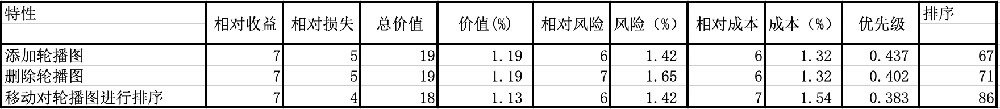 特性 相对收益 相对损失 总价值 价值(%) 相对风险 风险（%） 相对成本 成本（%） 优先级 排序
添加轮播图 7 5 19 1.19 6 1.42 6 1.32 0.437 67
删除轮播图 7 5 19 1.19 7 1.65 6 1.32 0.402 71
移动对轮播图进行排序 7 4 18 1.13 6 1.42 7 1.54 0.383 86